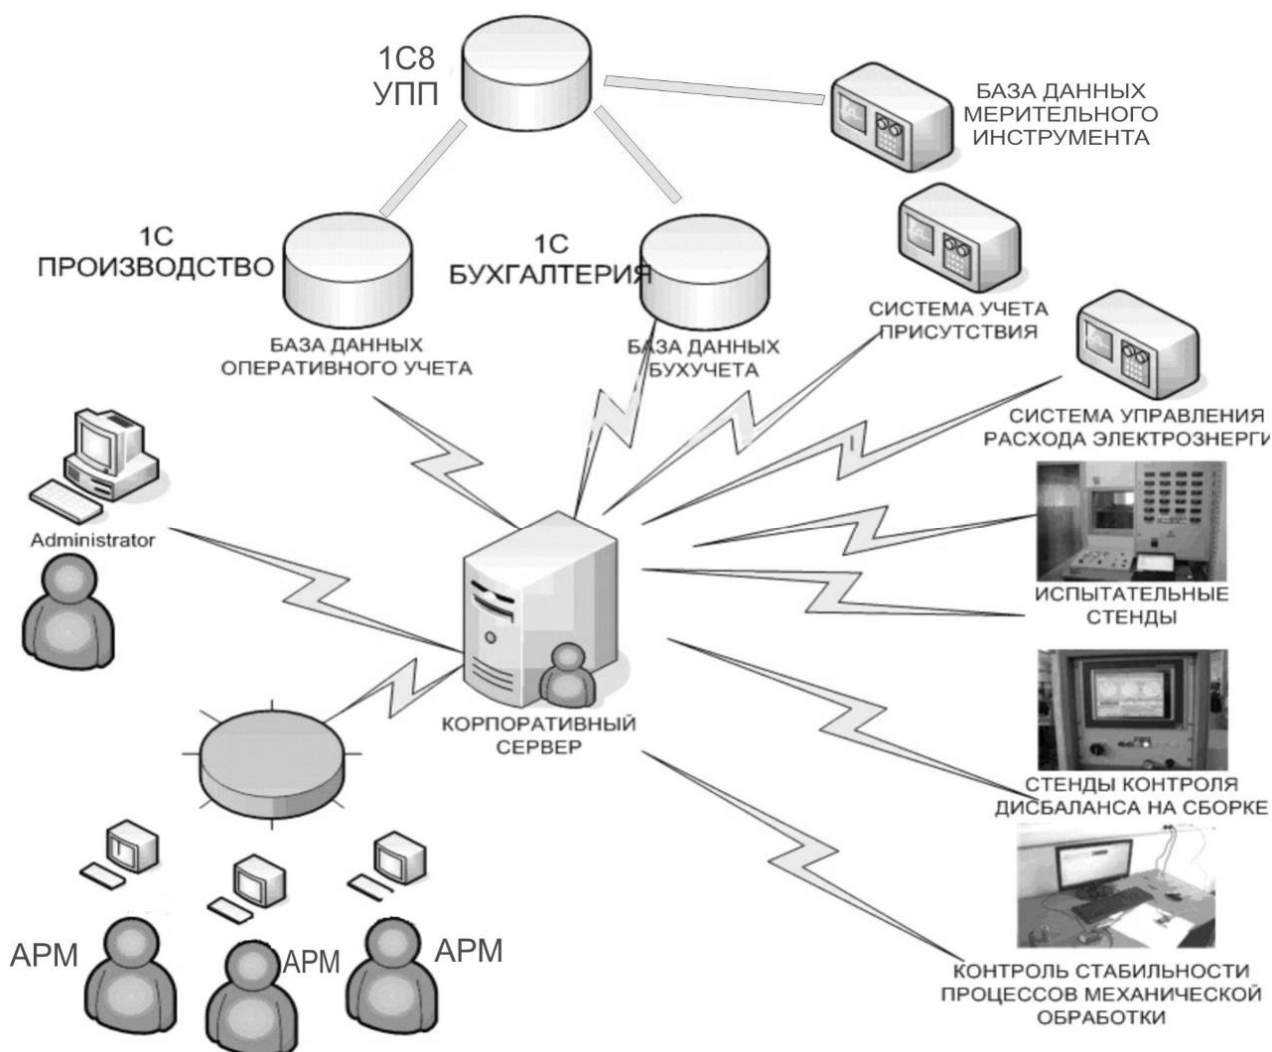 1С8
УПП
БАЗА ДАННЫХ
МЕРИТЕЛЬНОГО
ИНСТРУМЕНТА
1С
ПРОИЗВОДСТВО
1С
БУХГАЛТЕРИЯ
БАЗА ДАННЫХ
ОПЕРАТИВНОГО УЧЕТА
БАЗА ДАННЫХ
БУХУЧЕТА
СИСТЕМА УЧЕТА
ПРИСУТСТВИЯ
СИСТЕМА УПРАВЛЕНИЯ
РАСХОДА ЭЛЕКТРОЗНЕРГИ
Administrator
ИСПЫТАТЕЛЬНЫЕ
СТЕНДЫ
КОРПОРАТИВНЫЙ
СЕРВЕР
СТЕНДЫ КОНТРОЛЯ
ДИСБАЛАНСА НА СБОРКЕ
АРМ
АРМ
АРМ
КОНТРОЛЬ СТАБИЛЬНОСТИ
ПРОЦЕССОВ МЕХАНИЧЕСКОЙ
ОБРАБОТКИ